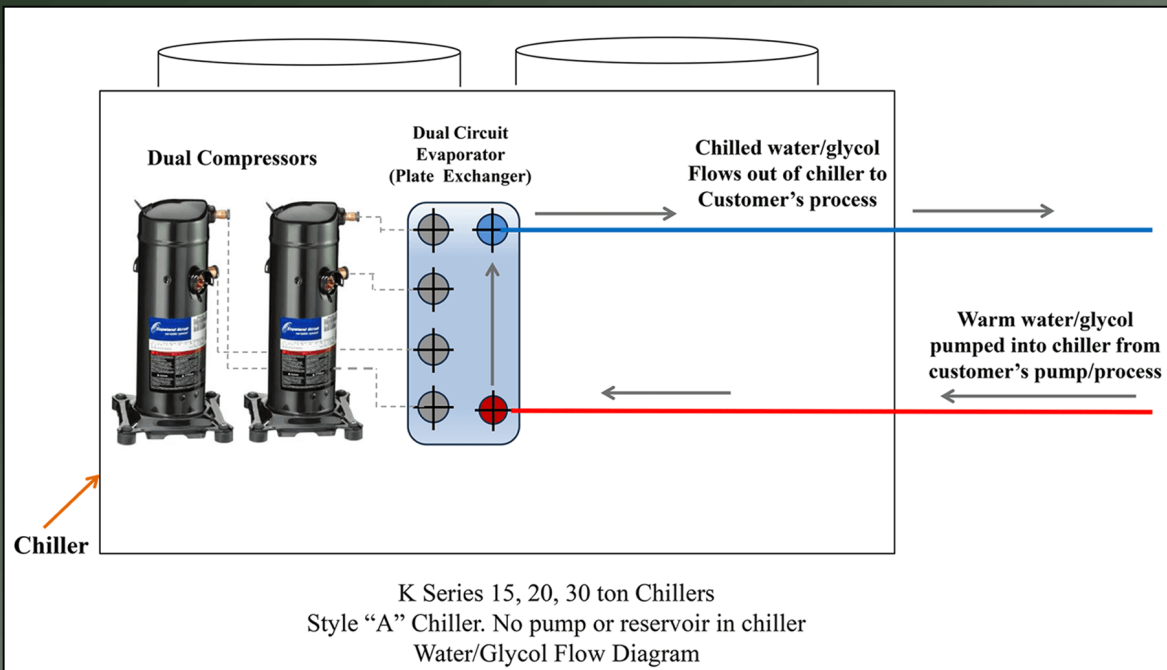 Dual Compressors
Dual Circuit
Evaporator
(Plate Exchanger)
Chilled water/glycol
Flows out of chiller to
Customer’s process
Warm water/glycol
pumped into chiller from
customer’s pump/process
Chiller
K Series 15, 20, 30 ton Chillers
Style “A” Chiller. No pump or reservoir in chiller
Water/Glycol Flow Diagram